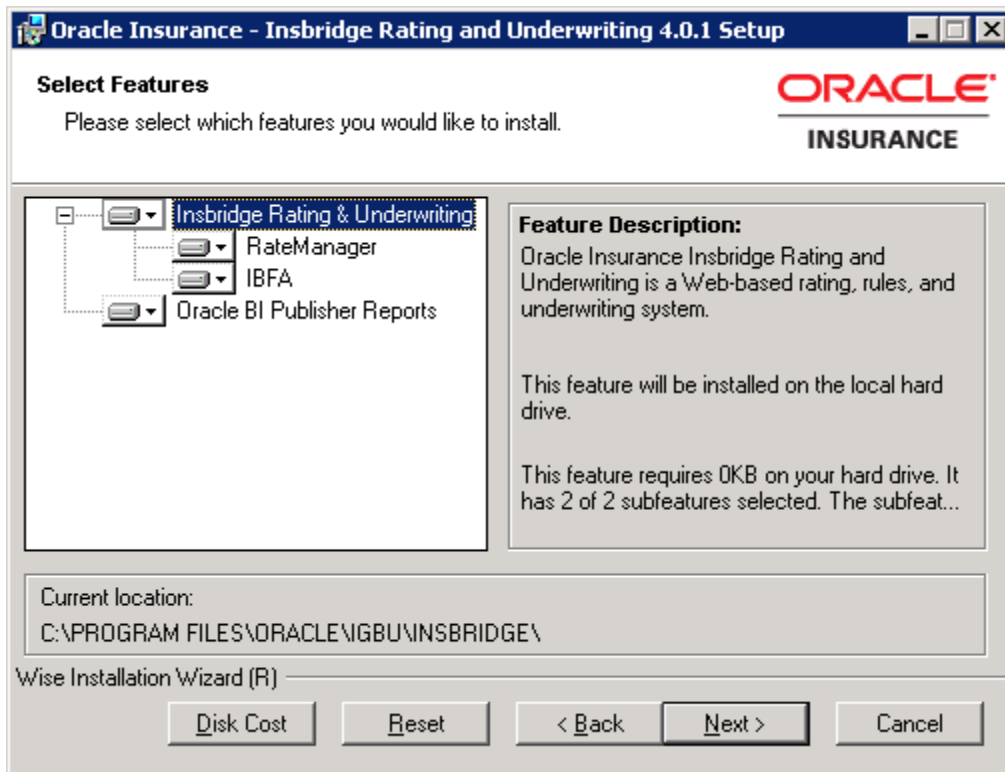 Oracle Insurance - Insbridge Rating and Underwriting 4.0.1 Setup
Select Features
Please select which features you would like to install.
ORACLE
INSURANCE
Insbridge Rating & Underwriting
RateManager
IBFA
Oracle BI Publisher Reports
Feature Description:
Oracle Insurance Insbridge Rating and
Underwriting is a Web-based rating, rules, and
underwriting system.
This feature will be installed on the local hard
drive.
This feature requires 0KB on your hard drive. It
has 2 of 2 subfeatures selected. The subfeat...
Current location:
C:\PROGRAM FILES\ORACLE\IGBU\INSBRIDGE\
Wise Installation Wizard (R)
Disk Cost
Reset
< Back
Next >
Cancel